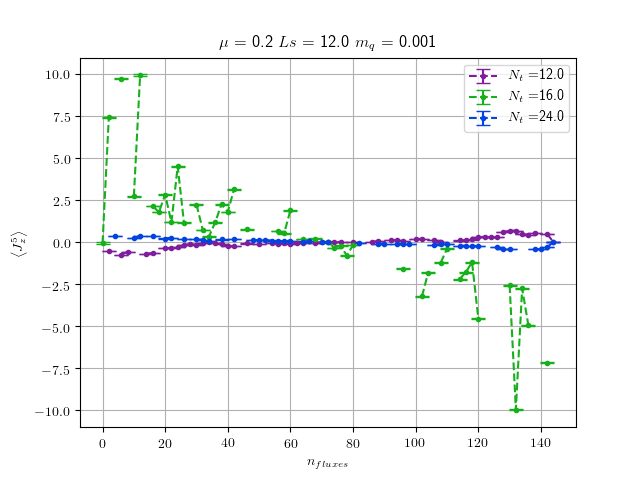 μ = 0.2 Ls = 12.0 m_q = 0.001
N_t =12.0
N_t =16.0
N_t =24.0
⟨J_z^5⟩
10.0
7.5
5.0
2.5
0.0
−2.5
−5.0
−7.5
−10.0
0 20 40 60 80 100 120 140
n_{fluxes}